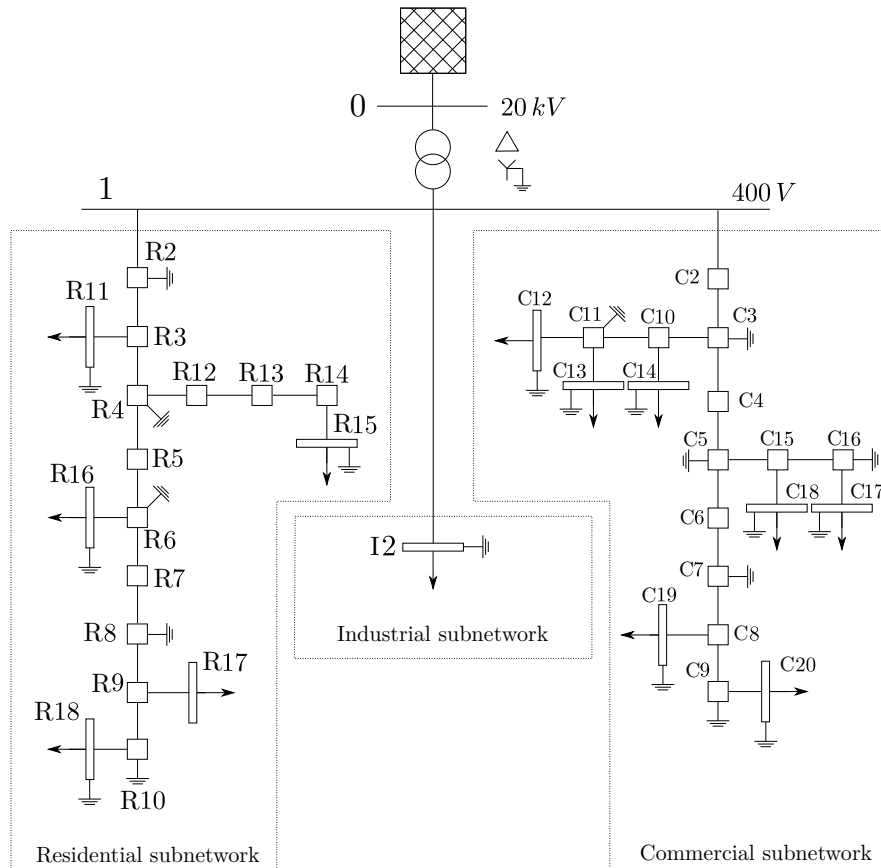 0
20 kV
1
400 V
R2
R11
R3
R12
R13
R14
R4
R15
R5
R16
R6
R7
R8
R17
R9
R18
R10
Residential subnetwork
I2
Industrial subnetwork
C2
C12
C11
C10
C3
C13
C14
C4
C5
C15
C16
C18
C17
C6
C7
C19
C8
C9
C20
Commercial subnetwork